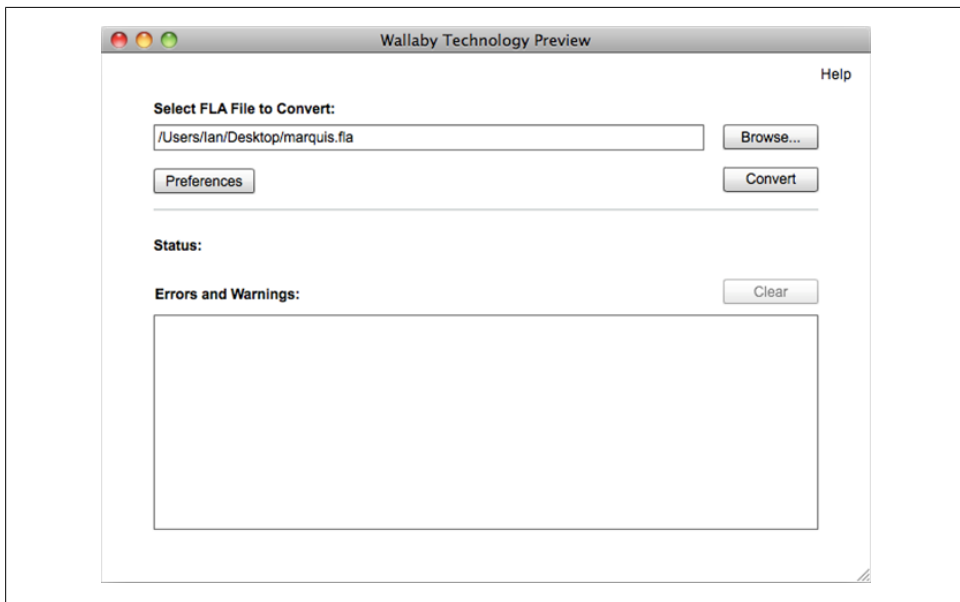 Wallaby Technology Preview
Help
Select FLA File to Convert:
/Users/Ian/Desktop/marquis.fla
Browse...
Preferences
Convert
Status:
Errors and Warnings:
Clear